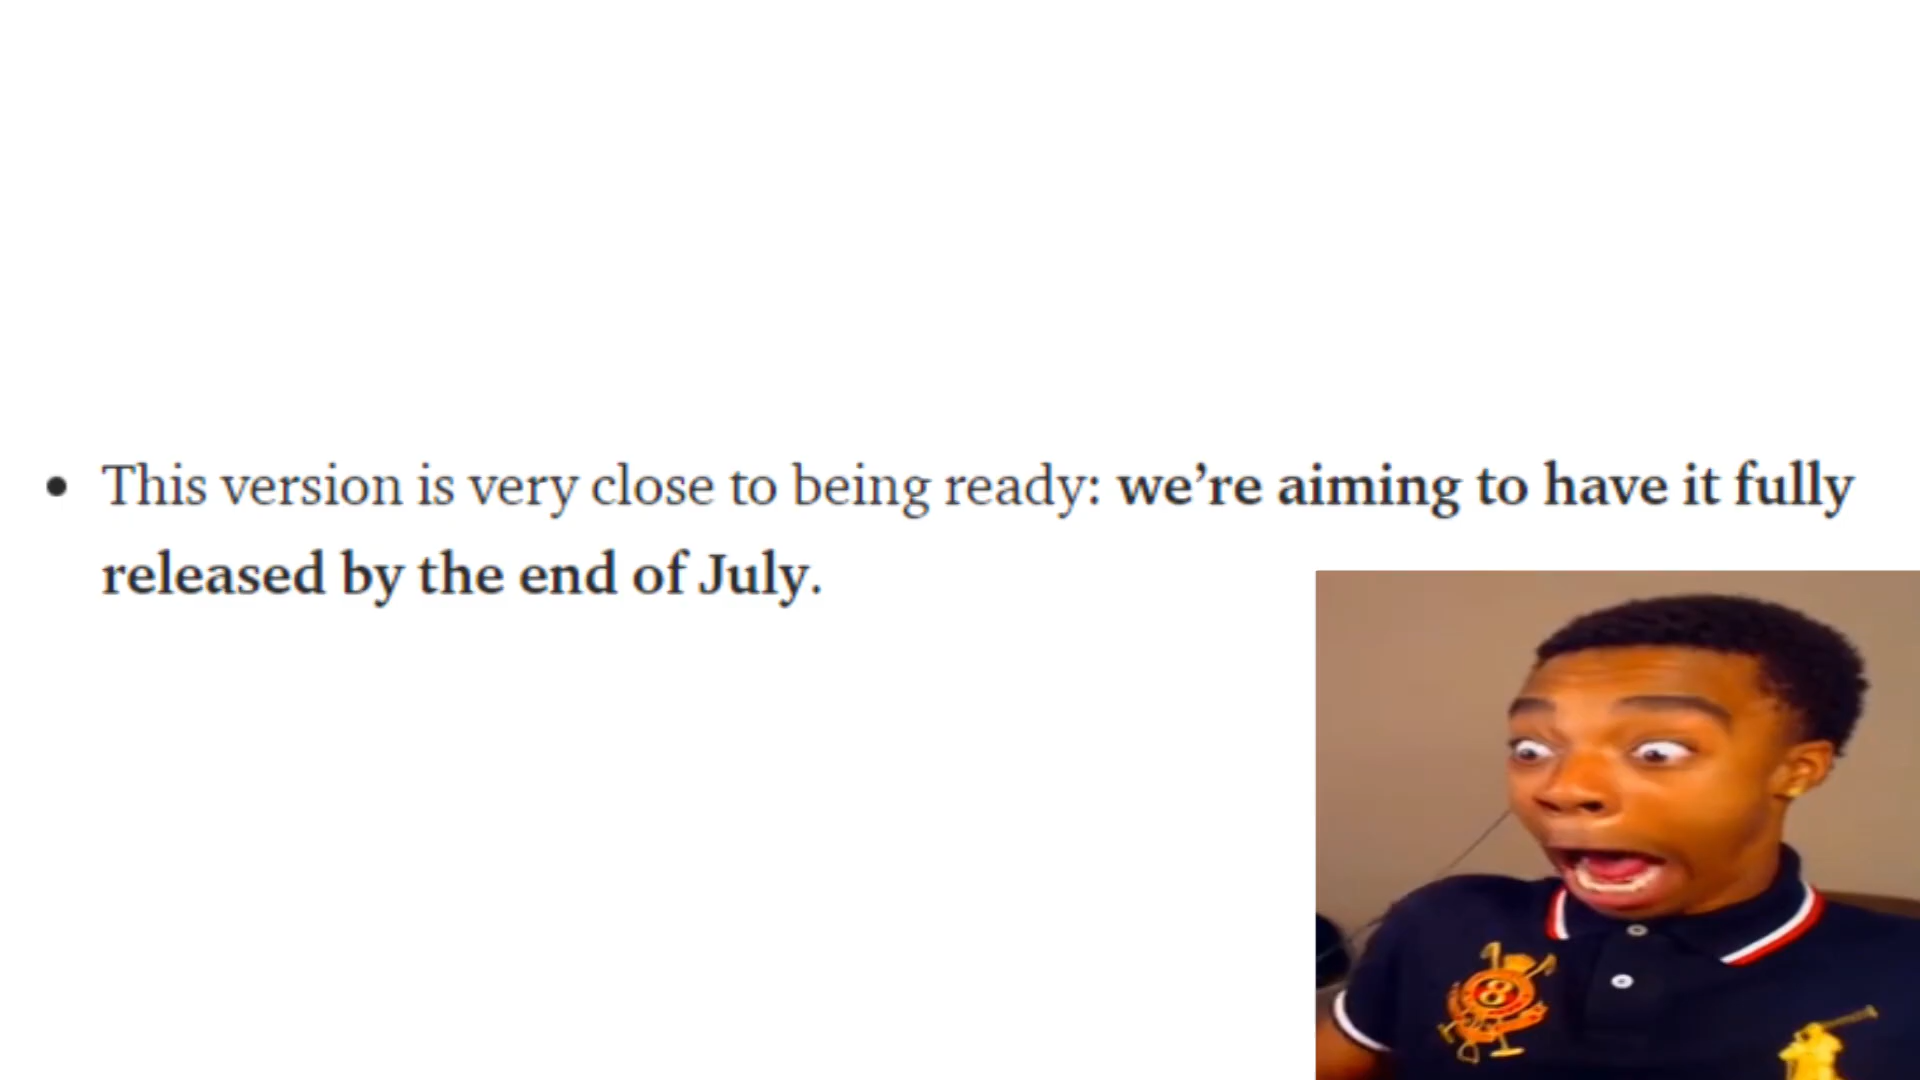 • This version is very close to being ready: we’re aiming to have it fully
released by the end of July.
8